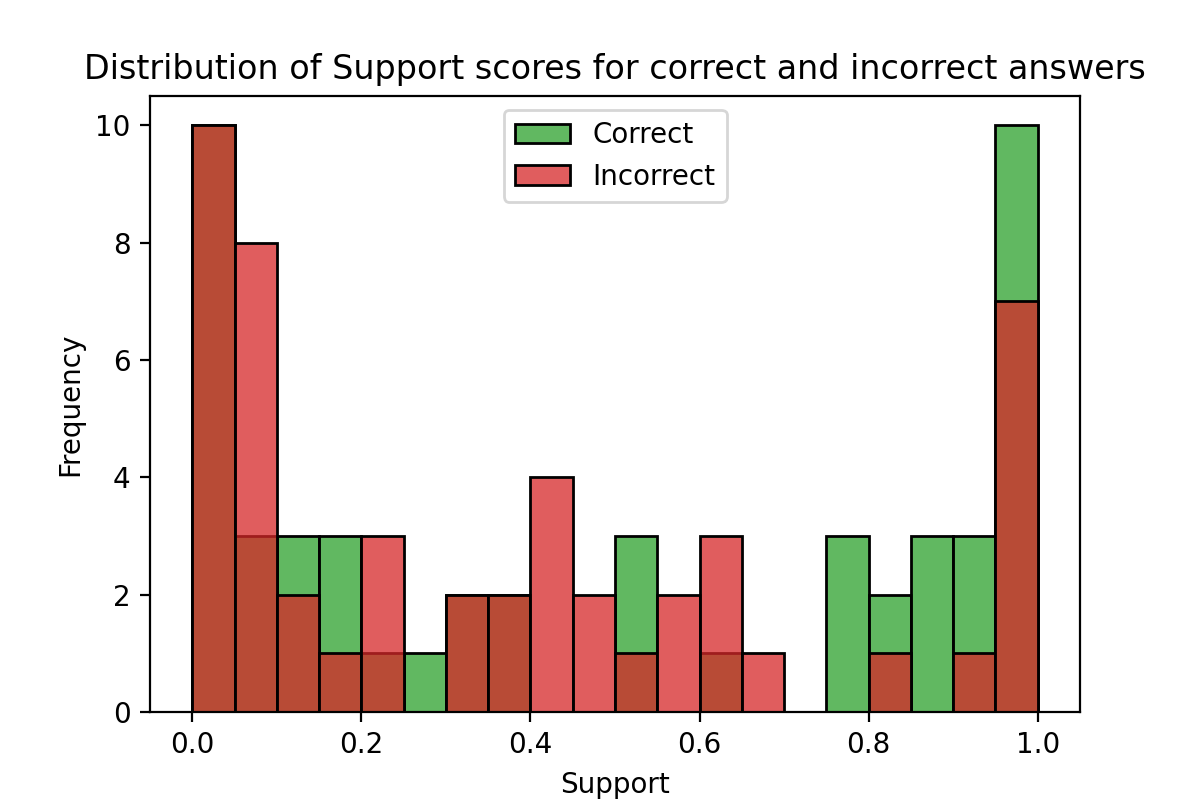 Distribution of Support scores for correct and incorrect answers
Correct
Incorrect
10
8
6
4
2
0
Frequency
0.0 0.2 0.4 0.6 0.8 1.0
Support